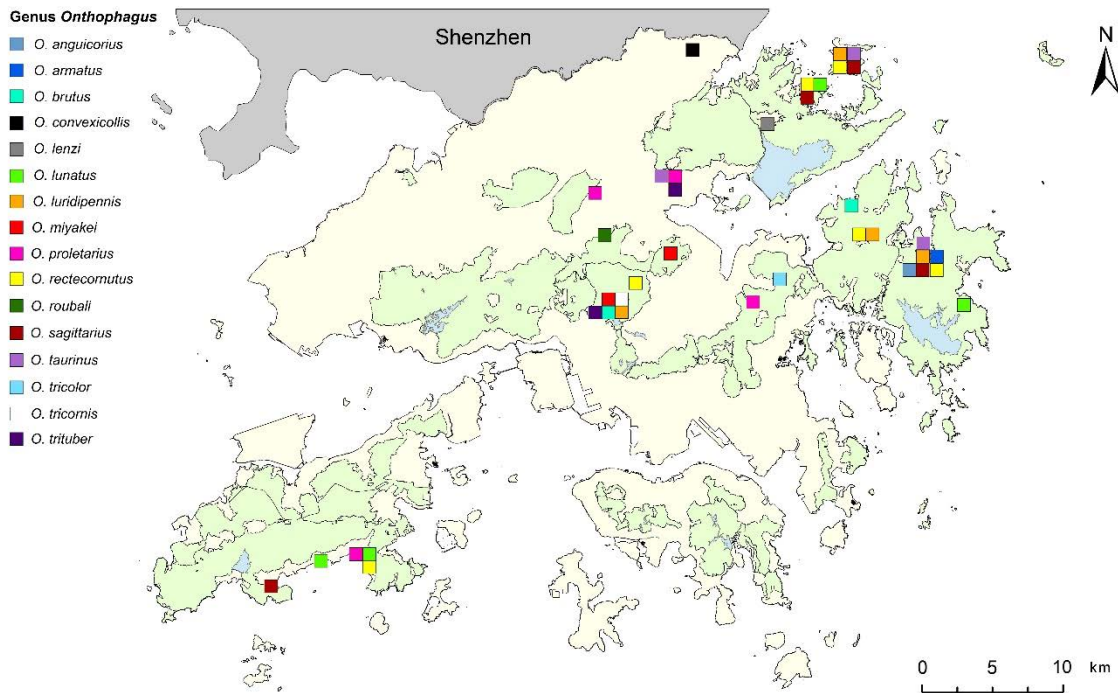 Genus Onthophagus
O. anguicorius
O. armatus
O. brutus
O. convexicollis
O. lenzi
O. lunatus
O. luridipennis
O. miyakei
O. proletarius
O. rectecornutus
O. roubali
O. sagittarius
O. taurinus
O. tricolor
O. tricornis
O. trituber
Shenzhen
N
0 5 10 km